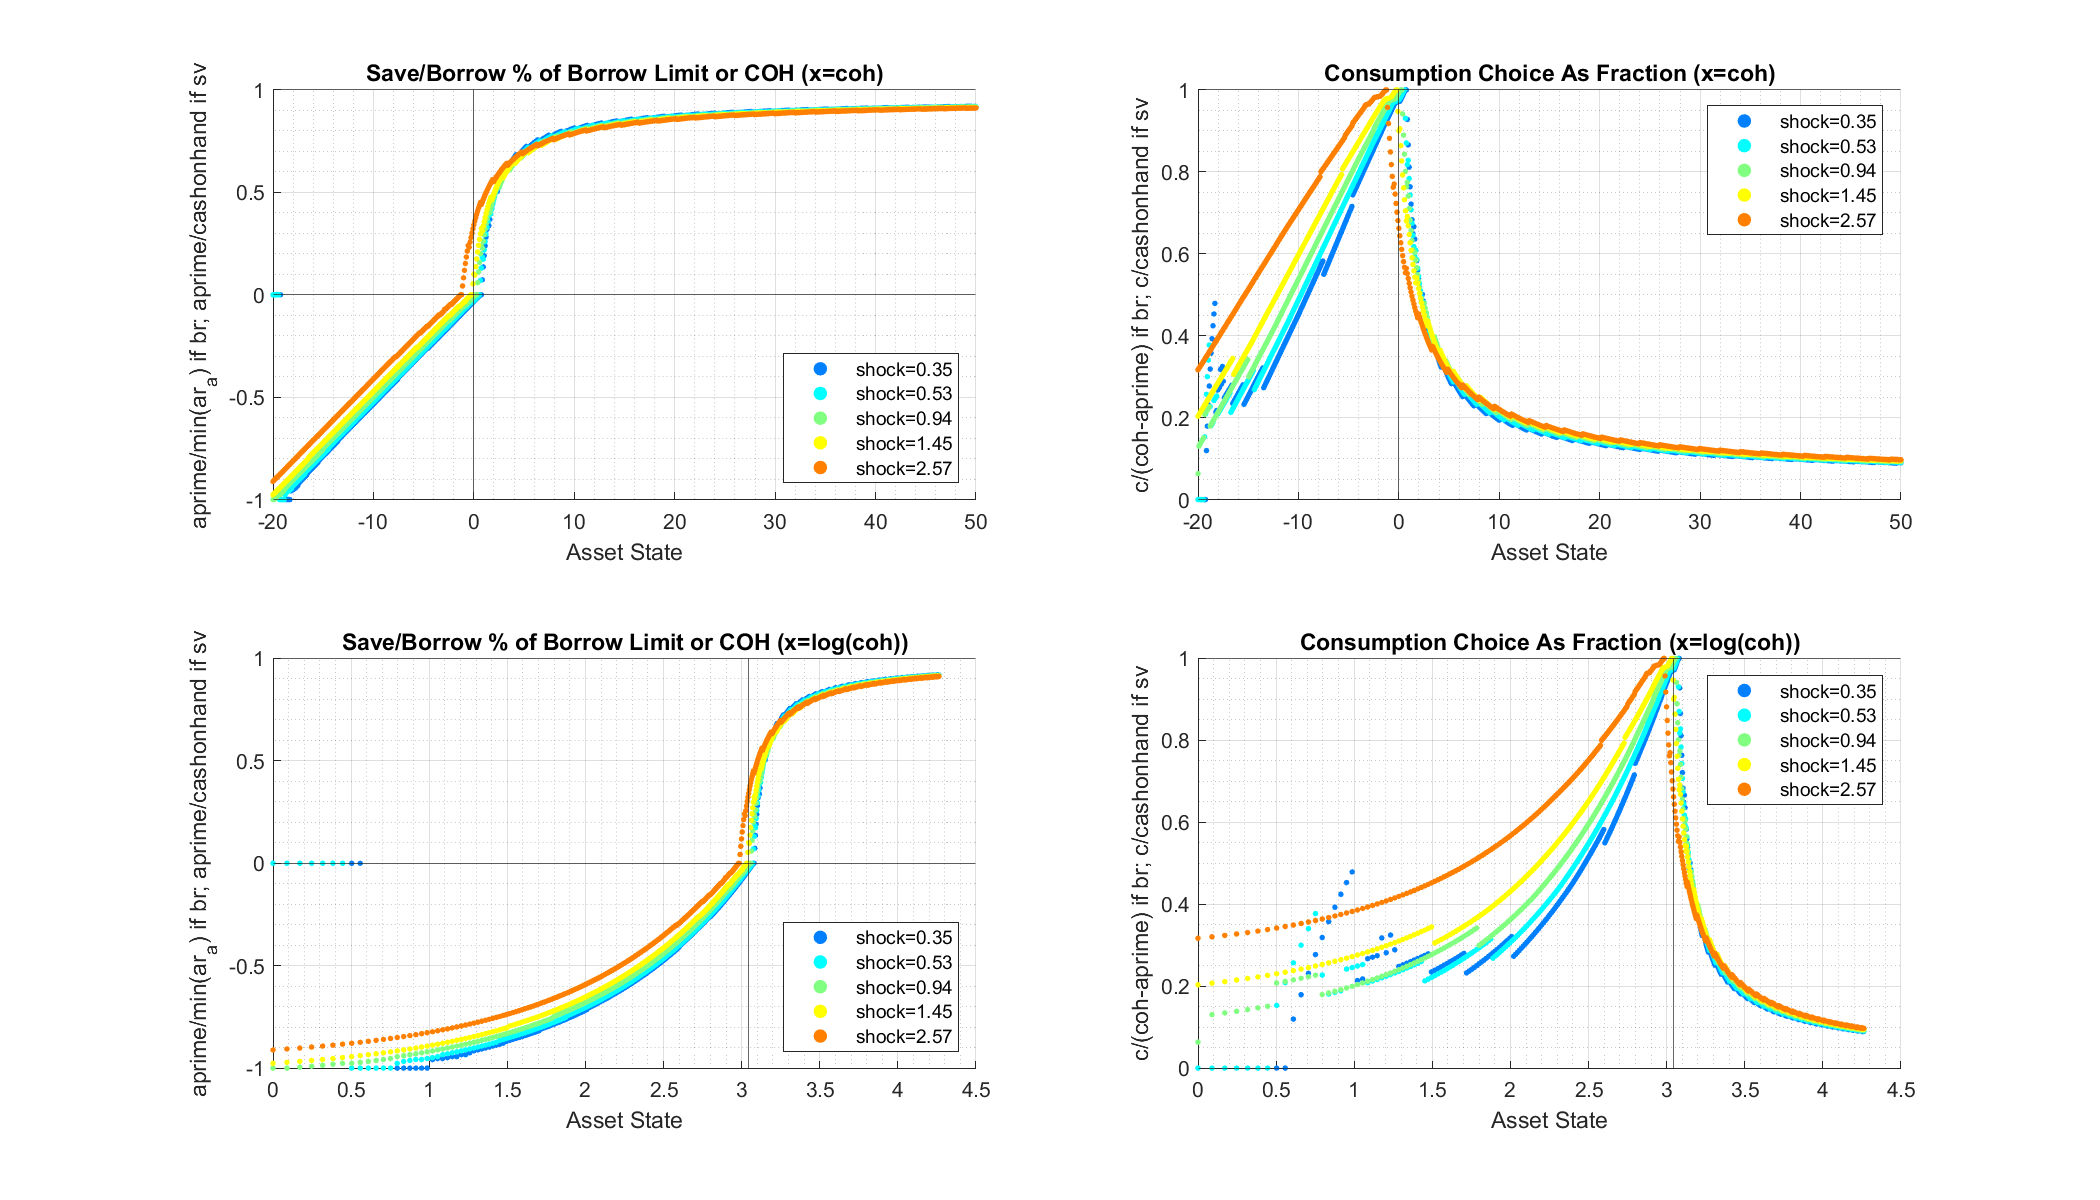 Save/Borrow % of Borrow Limit or COH (x=coh)
aprime/min(ar_a) if br; aprime/cashonhand if sv
1
0.5
0
-0.5
-1
-20 -10 0 10 20 30 40 50
Asset State
shock=0.35
shock=0.53
shock=0.94
shock=1.45
shock=2.57
Consumption Choice As Fraction (x=coh)
c/(coh-aprime) if br; c/cashonhand if sv
1
0.8
0.6
0.4
0.2
0
-20 -10 0 10 20 30 40 50
Asset State
shock=0.35
shock=0.53
shock=0.94
shock=1.45
shock=2.57
Save/Borrow % of Borrow Limit or COH (x=log(coh))
aprime/min(ar_a) if br; aprime/cashonhand if sv
1
0.5
0
-0.5
-1
0 0.5 1 1.5 2 2.5 3 3.5 4 4.5
Asset State
shock=0.35
shock=0.53
shock=0.94
shock=1.45
shock=2.57
Consumption Choice As Fraction (x=log(coh))
c/(coh-aprime) if br; c/cashonhand if sv
1
0.8
0.6
0.4
0.2
0
0 0.5 1 1.5 2 2.5 3 3.5 4 4.5
Asset State
shock=0.35
shock=0.53
shock=0.94
shock=1.45
shock=2.57